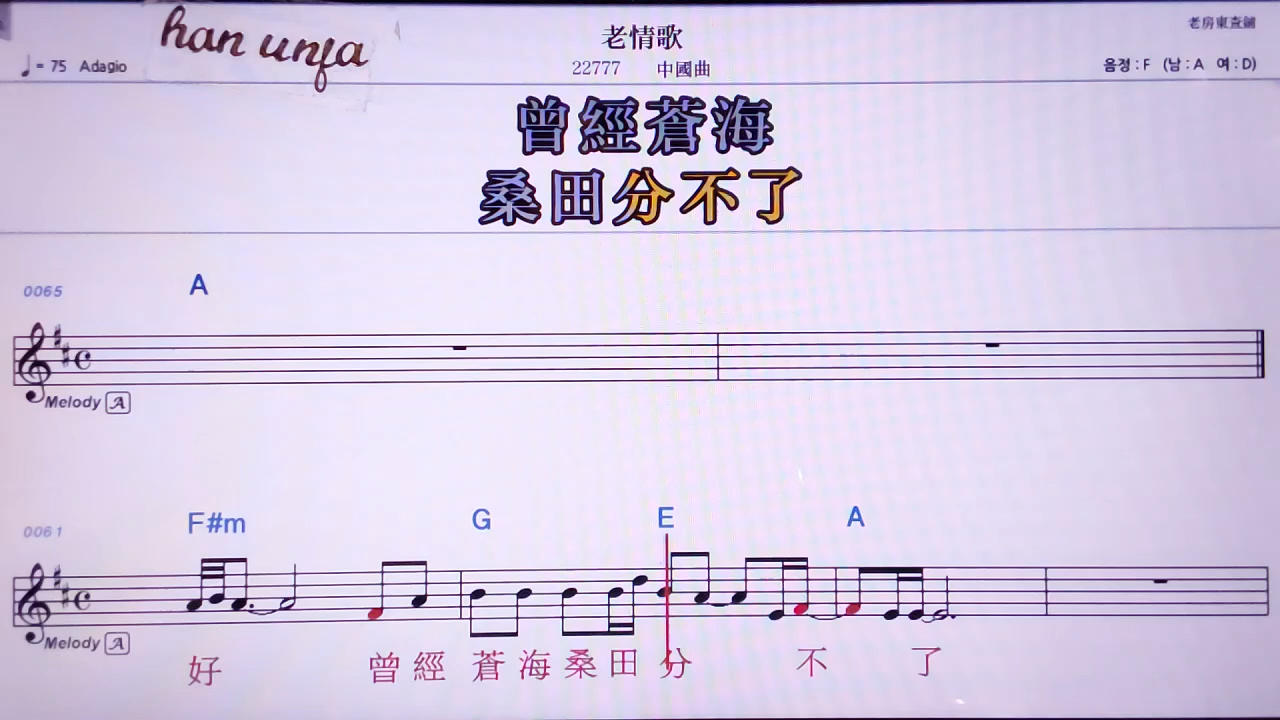 han unfa
老情歌
老房東查鋪
♩ = 75 Adagio
22777 中國曲
음정 : F (남 : A 여 : D)
曾經蒼海
桑田分不了
0065 A
Melody A
0061 F#m G E A
Melody A
好 曾 經 蒼 海 桑 田 分 不 了